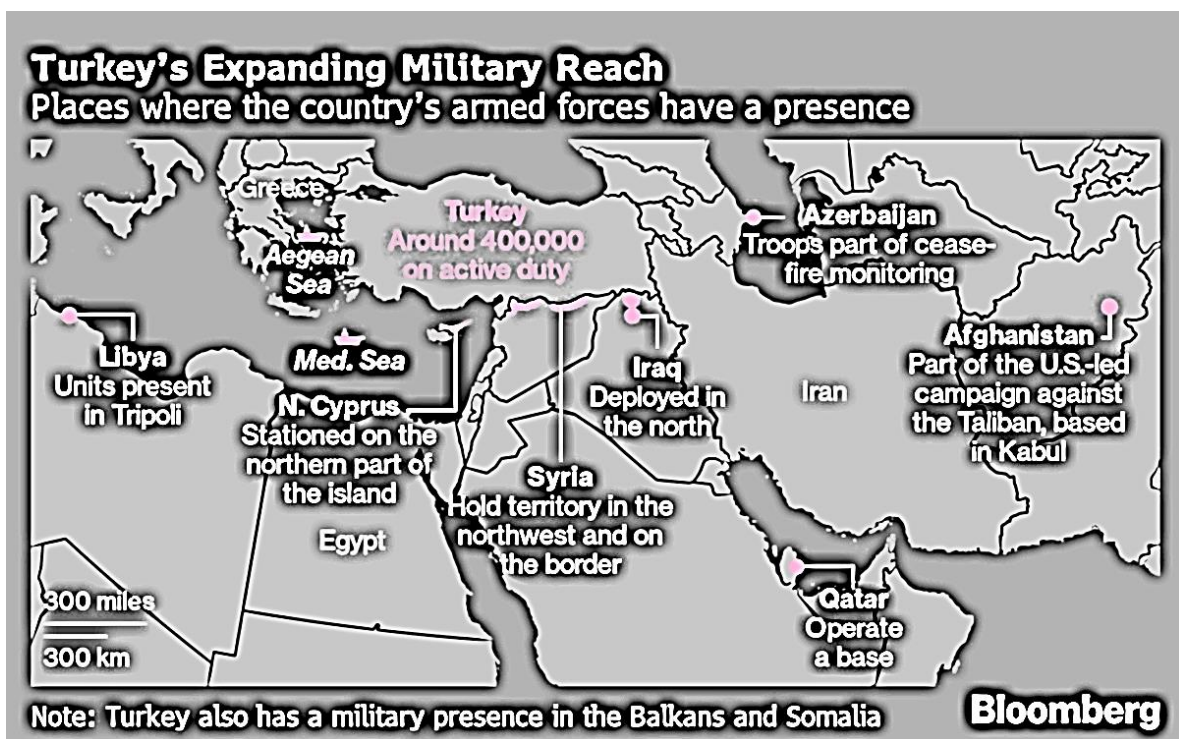 Turkey's Expanding Military Reach
Places where the country's armed forces have a presence
Greece
Turkey
Around 400,000
on active duty
Aegean
Sea
Azerbaijan
Troops part of cease-
fire monitoring
Libya
Units present
in Tripoli
Med. Sea
N. Cyprus
Stationed on the
northern part of
the island
Iraq
Deployed in
the north
Iran
Afghanistan
Part of the U.S.-led
campaign against
the Taliban, based
in Kabul
Syria
Hold territory in the
northwest and on
the border
Egypt
Qatar
Operate
a base
300 miles
300 km
Note: Turkey also has a military presence in the Balkans and Somalia
Bloomberg